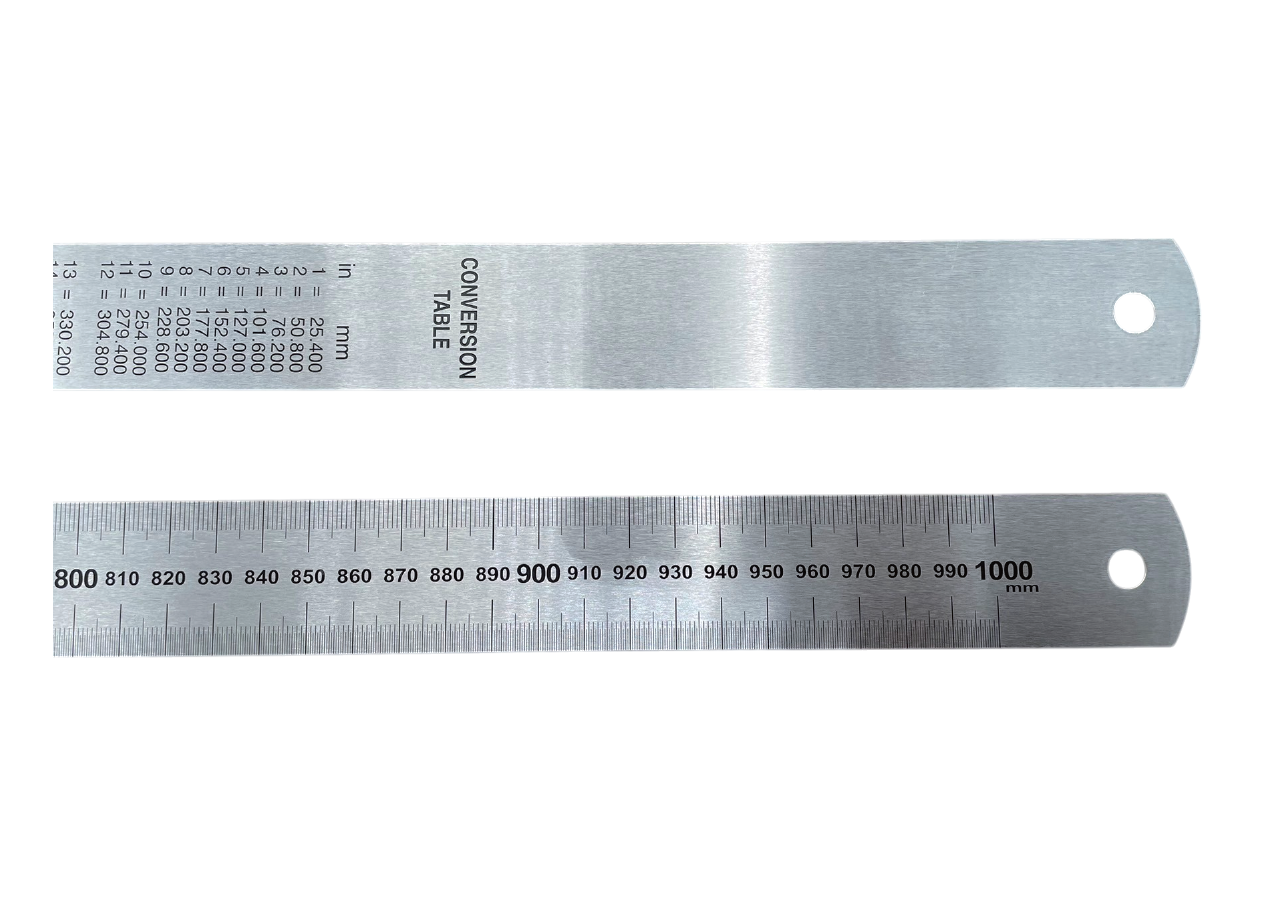 CONVERSION
TABLE
in mm
1 = 25.400
2 = 50.800
3 = 76.200
4 = 101.600
5 = 127.000
6 = 152.400
7 = 177.800
8 = 203.200
9 = 228.600
10 = 254.000
11 = 279.400
12 = 304.800
13 = 330.200
800 810 820 830 840 850 860 870 880 890 900 910 920 930 940 950 960 970 980 990 1000
mm